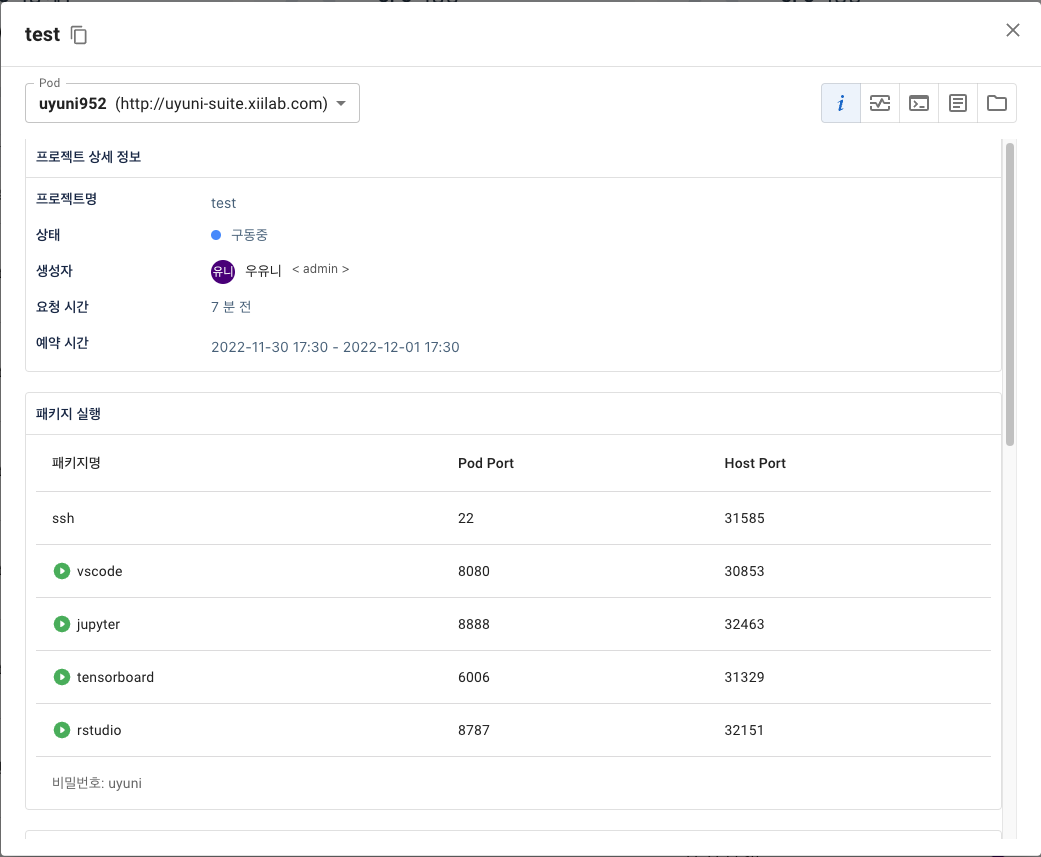 test
Pod
uyuni952 (http://uyuni-suite.xiilab.com)
프로젝트 상세 정보
프로젝트명 test
상태 구동중
생성자 유니 우유니 < admin >
요청 시간 7 분 전
예약 시간 2022-11-30 17:30 - 2022-12-01 17:30
패키지 실행
패키지명 Pod Port Host Port
ssh 22 31585
vscode 8080 30853
jupyter 8888 32463
tensorboard 6006 31329
rstudio 8787 32151
비밀번호: uyuni